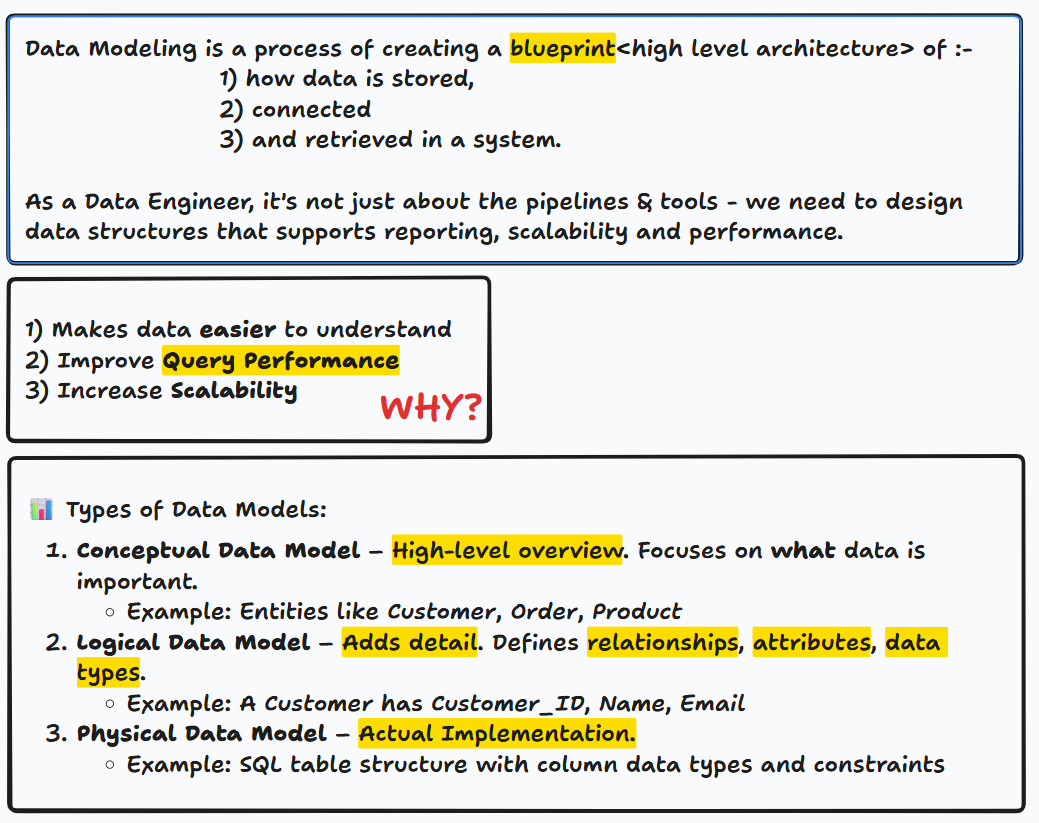 Data Modeling is a process of creating a blueprint<high level architecture> of :-
1) how data is stored,
2) connected
3) and retrieved in a system.
As a Data Engineer, it's not just about the pipelines & tools - we need to design
data structures that supports reporting, scalability and performance.
1) Makes data easier to understand
2) Improve Query Performance
3) Increase Scalability
WHY?
📊 Types of Data Models:
1. Conceptual Data Model – High-level overview. Focuses on what data is
important.
○ Example: Entities like Customer, Order, Product
2. Logical Data Model – Adds detail. Defines relationships, attributes, data
types.
○ Example: A Customer has Customer_ID, Name, Email
3. Physical Data Model – Actual Implementation.
○ Example: SQL table structure with column data types and constraints